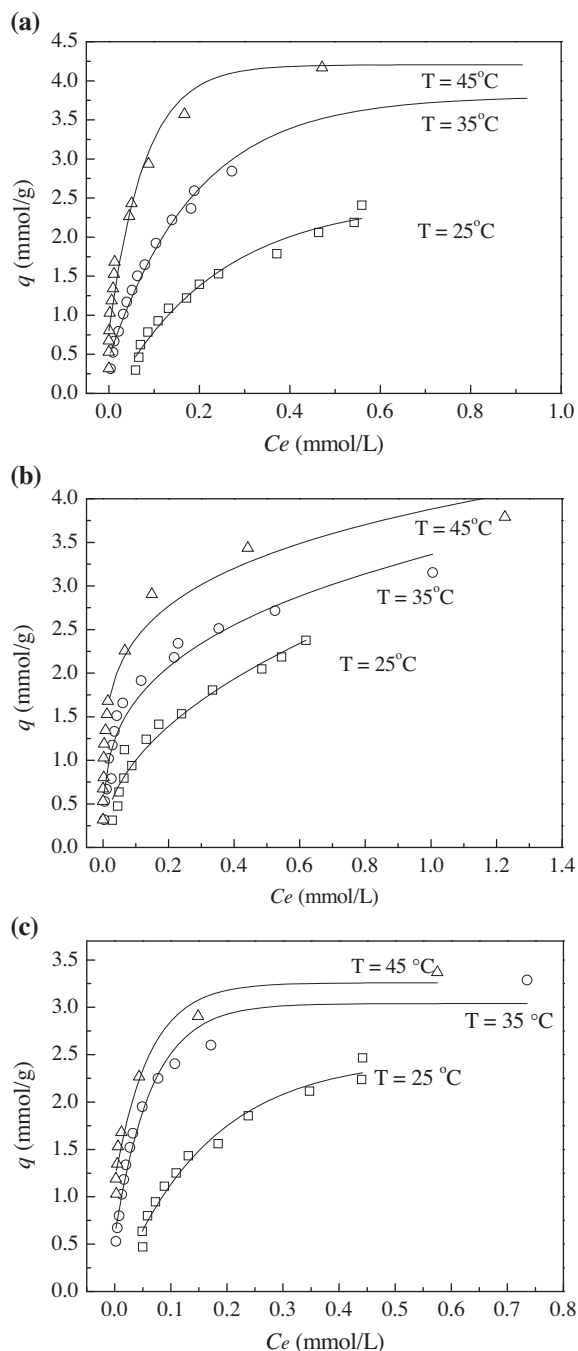 (a)
4.5
4.0
3.5
3.0
2.5
2.0
1.5
1.0
0.5
0.0
q (mmol/g)
T = 45°C
T = 35°C
T = 25°C
0.0 0.2 0.4 0.6 0.8 1.0
Ce (mmol/L)
(b)
4.0
3.5
3.0
2.5
2.0
1.5
1.0
0.5
0.0
q (mmol/g)
T = 45°C
T = 35°C
T = 25°C
0.0 0.2 0.4 0.6 0.8 1.0 1.2 1.4
Ce (mmol/L)
(c)
3.5
3.0
2.5
2.0
1.5
1.0
0.5
0.0
q (mmol/g)
T = 45 °C
T = 35 °C
T = 25 °C
0.0 0.1 0.2 0.3 0.4 0.5 0.6 0.7 0.8
Ce (mmol/L)